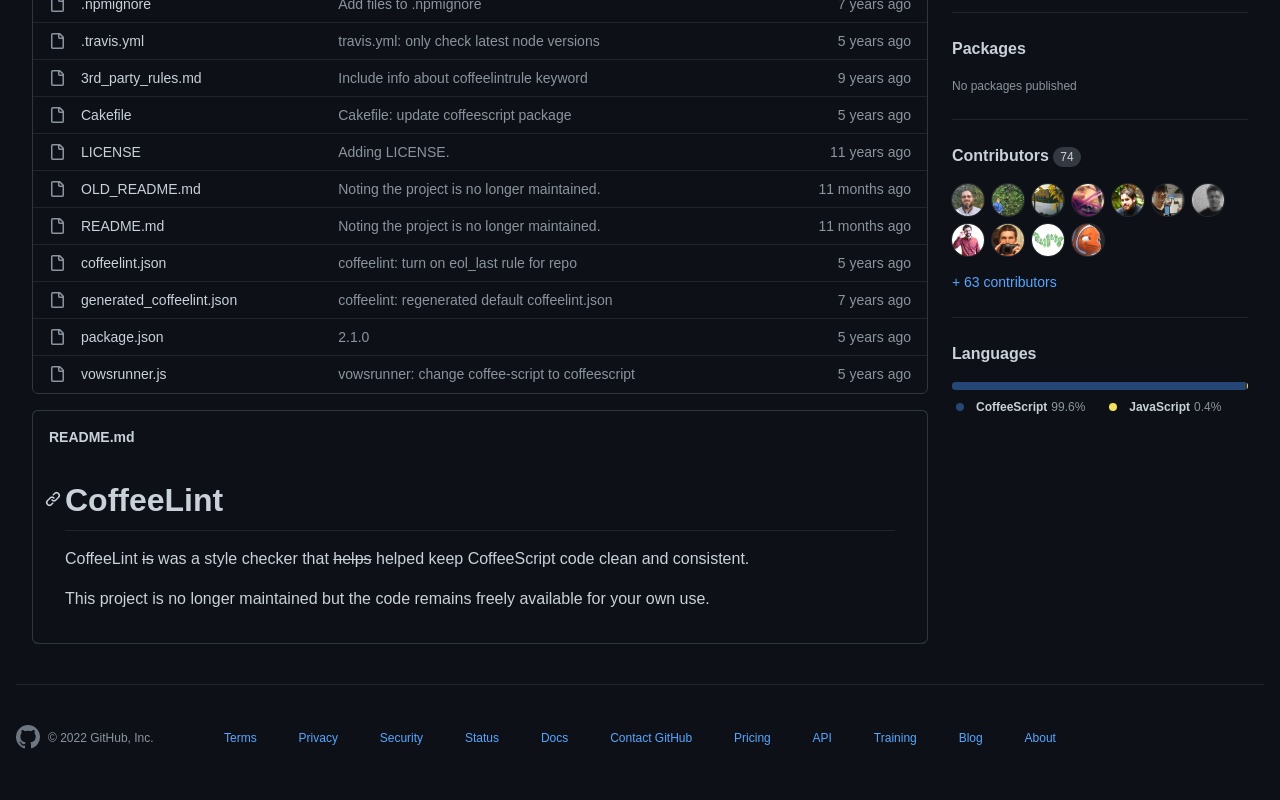 .npmignore Add files to .npmignore 7 years ago
.travis.yml travis.yml: only check latest node versions 5 years ago
3rd_party_rules.md Include info about coffeelintrule keyword 9 years ago
Cakefile Cakefile: update coffeescript package 5 years ago
LICENSE Adding LICENSE. 11 years ago
OLD_README.md Noting the project is no longer maintained. 11 months ago
README.md Noting the project is no longer maintained. 11 months ago
coffeelint.json coffeelint: turn on eol_last rule for repo 5 years ago
generated_coffeelint.json coffeelint: regenerated default coffeelint.json 7 years ago
package.json 2.1.0 5 years ago
vowsrunner.js vowsrunner: change coffee-script to coffeescript 5 years ago
README.md
CoffeeLint
CoffeeLint is was a style checker that helps helped keep CoffeeScript code clean and consistent.
This project is no longer maintained but the code remains freely available for your own use.
Packages
No packages published
Contributors 74
+ 63 contributors
Languages
CoffeeScript 99.6% JavaScript 0.4%
© 2022 GitHub, Inc. Terms Privacy Security Status Docs Contact GitHub Pricing API Training Blog About